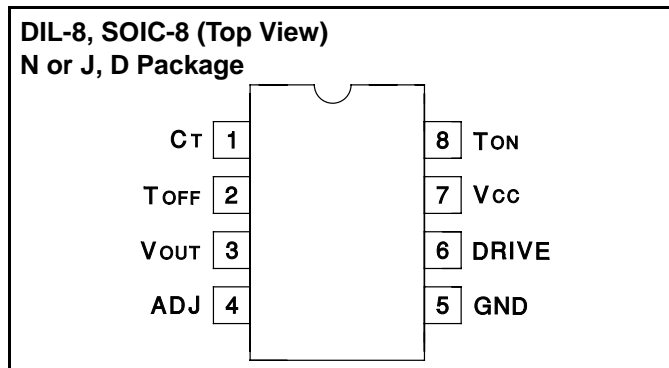 DIL-8, SOIC-8 (Top View)
N or J, D Package
CT 1
8 TON
TOFF 2
7 VCC
VOUT 3
6 DRIVE
ADJ 4
5 GND